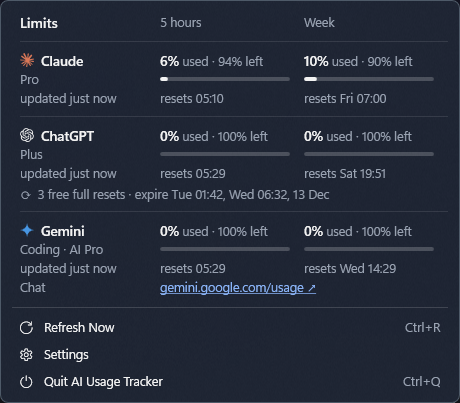 Limits 5 hours Week
Claude 6% used · 94% left 10% used · 90% left
Pro
updated just now resets 05:10 resets Fri 07:00
ChatGPT 0% used · 100% left 0% used · 100% left
Plus
updated just now resets 05:29 resets Sat 19:51
3 free full resets · expire Tue 01:42, Wed 06:32, 13 Dec
Gemini 0% used · 100% left 0% used · 100% left
Coding · AI Pro
updated just now resets 05:29 resets Wed 14:29
Chat gemini.google.com/usage ↗
Refresh Now Ctrl+R
Settings
Quit AI Usage Tracker Ctrl+Q